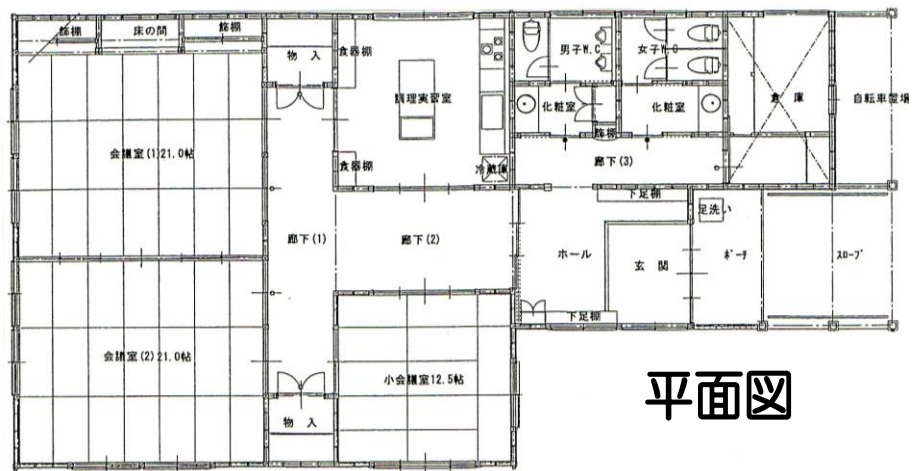 飾棚
床の間
飾棚
物入
食器棚
調理実習室
男子W.C
女子W.C
倉庫
自転車置場
化粧室
化粧室
飾棚
会議室(1)21.0帖
食器棚
冷蔵庫
廊下(3)
下足棚
足洗い
廊下(1)
廊下(2)
ホール
玄関
ポーチ
スロープ
下足棚
会議室(2)21.0帖
小会議室12.5帖
物入
平面図